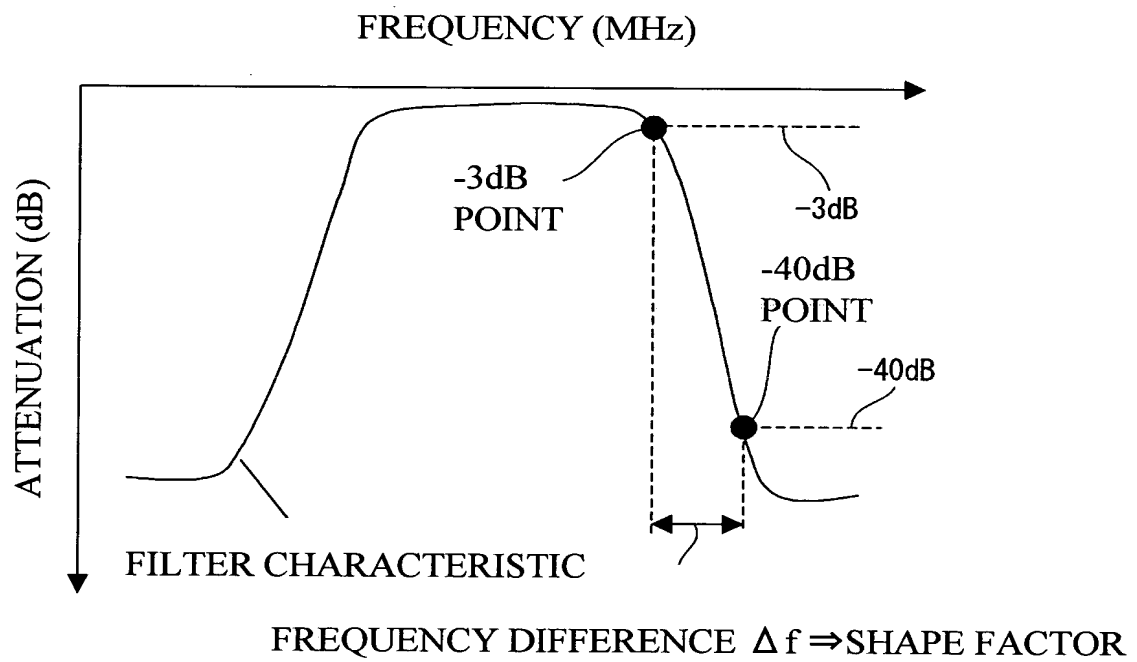 FREQUENCY (MHz)
ATTENUATION (dB)
-3dB
POINT
-3dB
-40dB
POINT
-40dB
FILTER CHARACTERISTIC
FREQUENCY DIFFERENCE Δf⇒SHAPE FACTOR